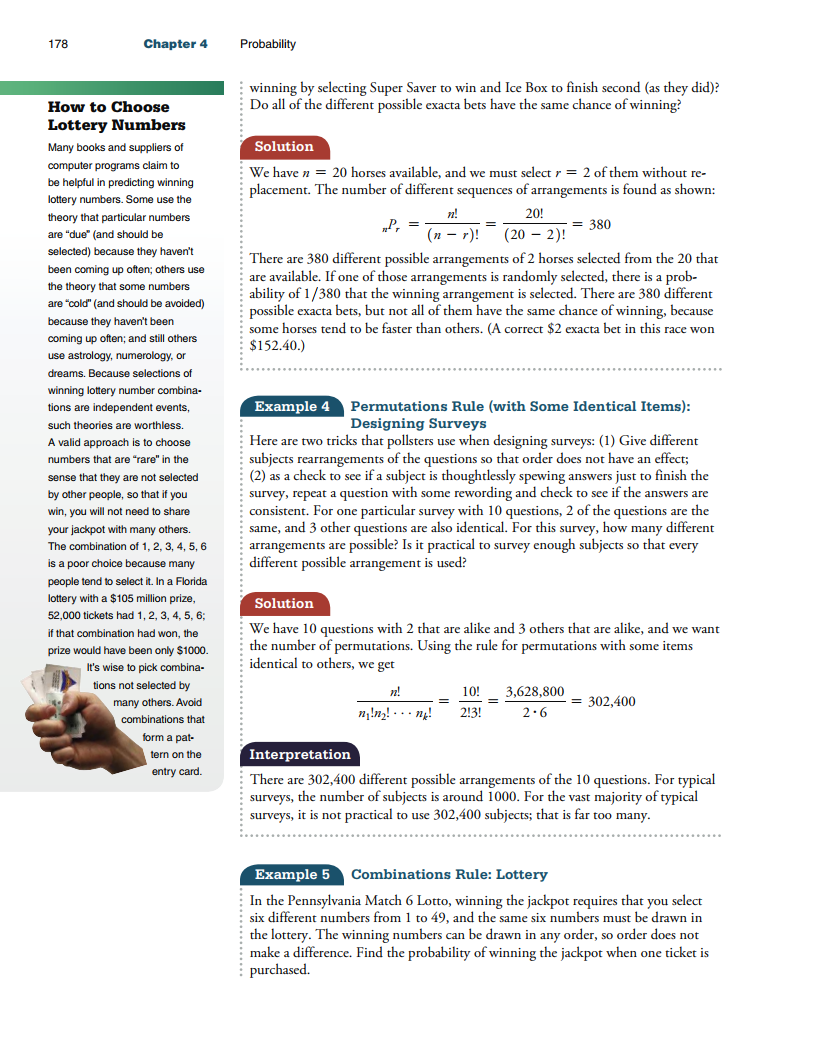 178 Chapter 4 Probability
How to Choose
Lottery Numbers
Many books and suppliers of
computer programs claim to
be helpful in predicting winning
lottery numbers. Some use the
theory that particular numbers
are “due” (and should be
selected) because they haven't
been coming up often; others use
the theory that some numbers
are “cold” (and should be avoided)
because they haven't been
coming up often; and still others
use astrology, numerology, or
dreams. Because selections of
winning lottery number combina-
tions are independent events,
such theories are worthless.
A valid approach is to choose
numbers that are “rare” in the
sense that they are not selected
by other people, so that if you
win, you will not need to share
your jackpot with many others.
The combination of 1, 2, 3, 4, 5, 6
is a poor choice because many
people tend to select it. In a Florida
lottery with a $105 million prize,
52,000 tickets had 1, 2, 3, 4, 5, 6;
if that combination had won, the
prize would have been only $1000.
It's wise to pick combina-
tions not selected by
many others. Avoid
combinations that
form a pat-
tern on the
entry card.
winning by selecting Super Saver to win and Ice Box to finish second (as they did)?
Do all of the different possible exacta bets have the same chance of winning?
Solution
We have n = 20 horses available, and we must select r = 2 of them without re-
placement. The number of different sequences of arrangements is found as shown:
nPr = n! / (n − r)! = 20! / (20 − 2)! = 380
There are 380 different possible arrangements of 2 horses selected from the 20 that
are available. If one of those arrangements is randomly selected, there is a prob-
ability of 1/380 that the winning arrangement is selected. There are 380 different
possible exacta bets, but not all of them have the same chance of winning, because
some horses tend to be faster than others. (A correct $2 exacta bet in this race won
$152.40.)
Example 4 Permutations Rule (with Some Identical Items):
Designing Surveys
Here are two tricks that pollsters use when designing surveys: (1) Give different
subjects rearrangements of the questions so that order does not have an effect;
(2) as a check to see if a subject is thoughtlessly spewing answers just to finish the
survey, repeat a question with some rewording and check to see if the answers are
consistent. For one particular survey with 10 questions, 2 of the questions are the
same, and 3 other questions are also identical. For this survey, how many different
arrangements are possible? Is it practical to survey enough subjects so that every
different possible arrangement is used?
Solution
We have 10 questions with 2 that are alike and 3 others that are alike, and we want
the number of permutations. Using the rule for permutations with some items
identical to others, we get
n! / n1!n2! · · · nk! = 10! / 2!3! = 3,628,800 / 2 · 6 = 302,400
Interpretation
There are 302,400 different possible arrangements of the 10 questions. For typical
surveys, the number of subjects is around 1000. For the vast majority of typical
surveys, it is not practical to use 302,400 subjects; that is far too many.
Example 5 Combinations Rule: Lottery
In the Pennsylvania Match 6 Lotto, winning the jackpot requires that you select
six different numbers from 1 to 49, and the same six numbers must be drawn in
the lottery. The winning numbers can be drawn in any order, so order does not
make a difference. Find the probability of winning the jackpot when one ticket is
purchased.